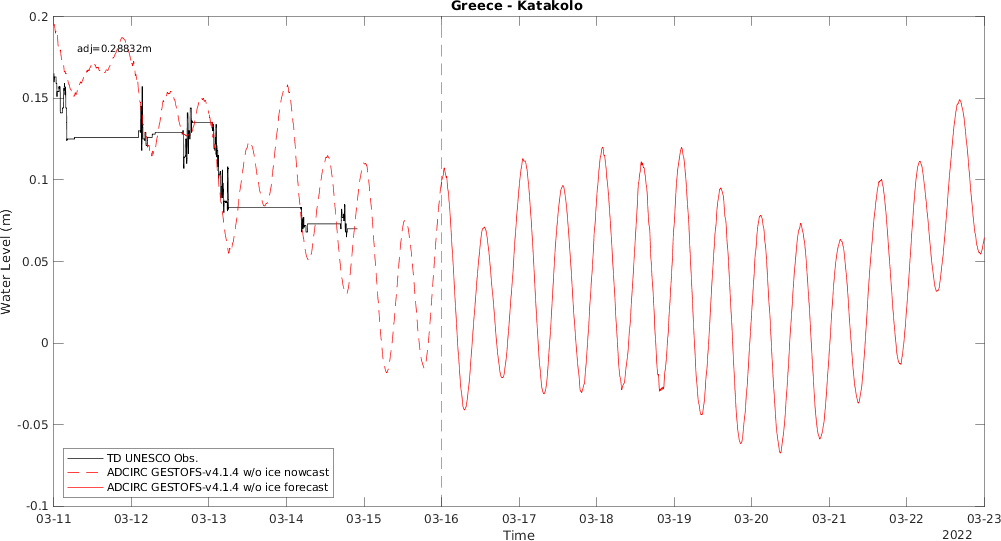 Greece - Katakolo
adj=0.28832m
0.2
0.15
0.1
0.05
0
-0.05
-0.1
Water Level (m)
TD UNESCO Obs.
ADCIRC GESTOFS-v4.1.4 w/o ice nowcast
ADCIRC GESTOFS-v4.1.4 w/o ice forecast
03-11 03-12 03-13 03-14 03-15 03-16 03-17 03-18 03-19 03-20 03-21 03-22 03-23
Time
2022